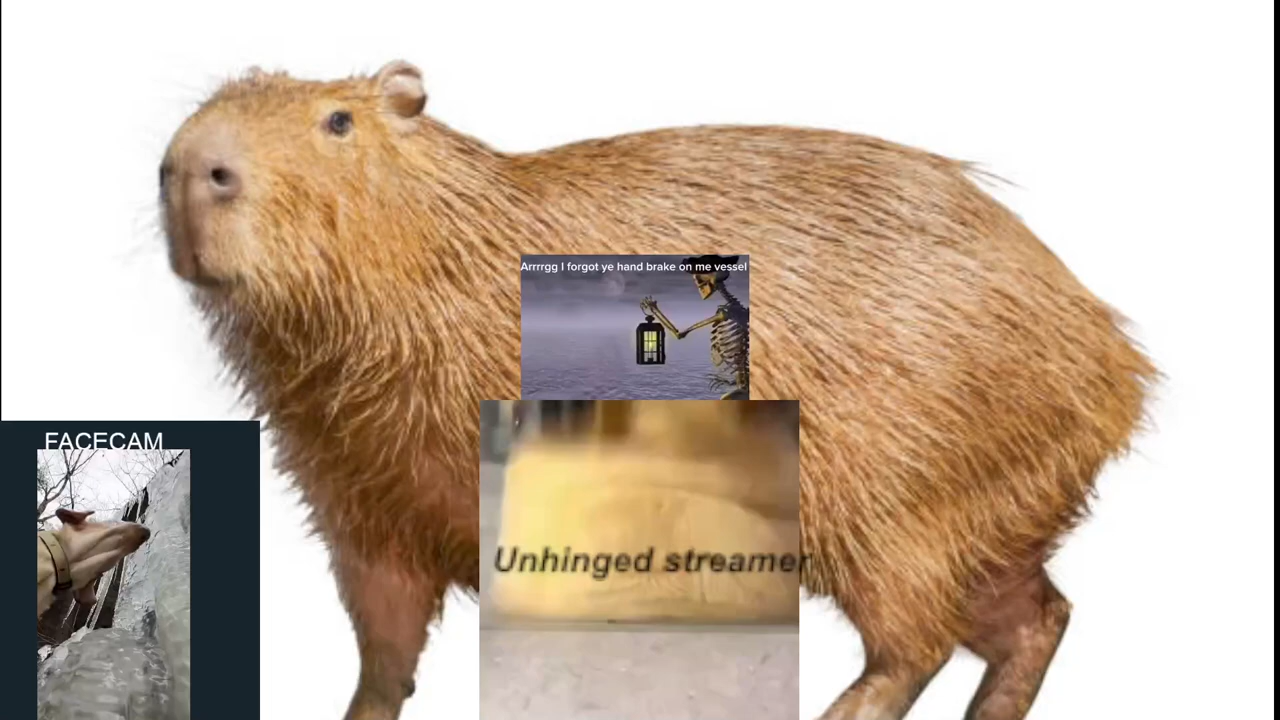 Arrrrgg I forgot ye hand brake on me vessel
FACECAM
Unhinged streamer